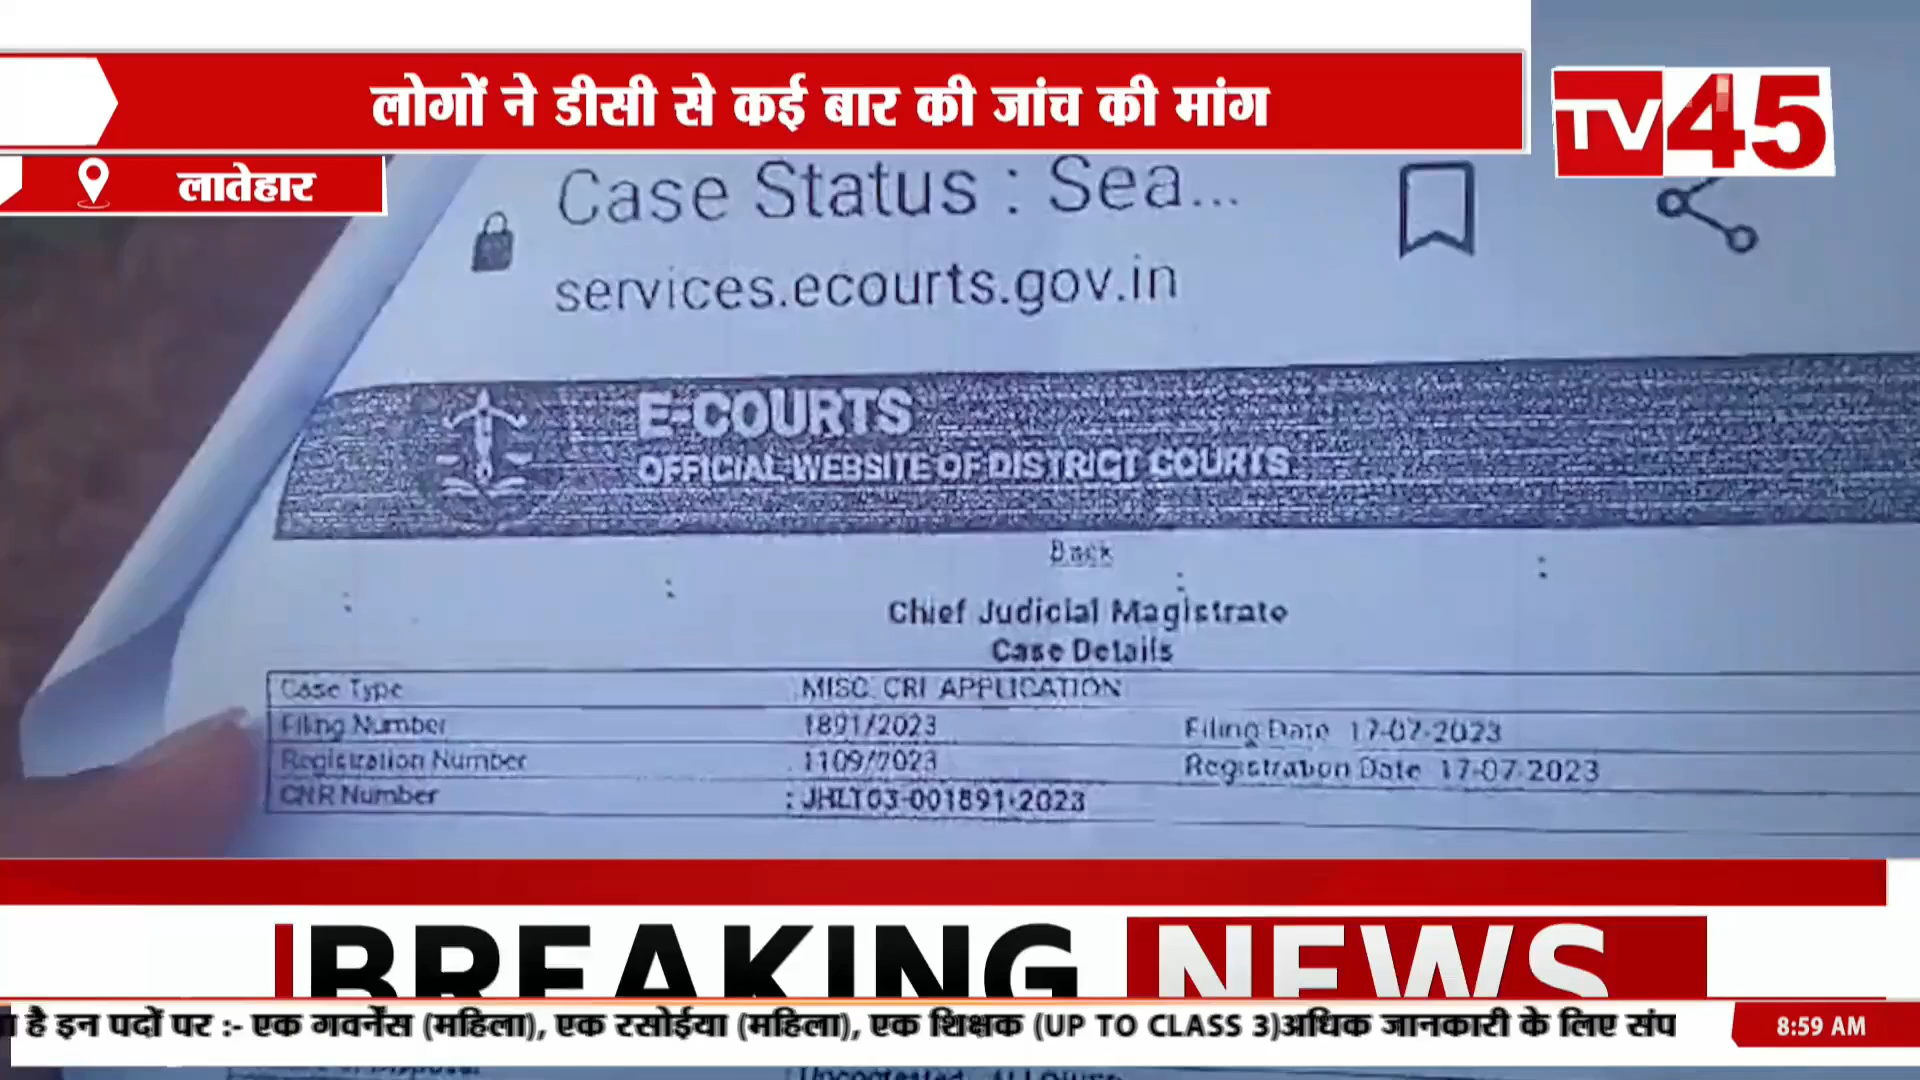 लोगों ने डीसी से कई बार की जांच की मांग
TV45
लातेहार
Case Status : Sea...
services.ecourts.gov.in
E-COURTS
OFFICIAL WEBSITE OF DISTRICT COURTS
Back
Chief Judicial Magistrate
Case Details
Case Type MISC. CRI APPLICATION
Filing Number 1891/2023 Filing Date 17-07-2023
Registration Number 1109/2023 Registration Date 17-07-2023
CNR Number : JHLT03-001891-2023
BREAKING NEWS
है इन पदों पर :- एक गवर्नेंस (महिला), एक रसोईया (महिला), एक शिक्षक (UP TO CLASS 3)अधिक जानकारी के लिए संप
8:59 AM